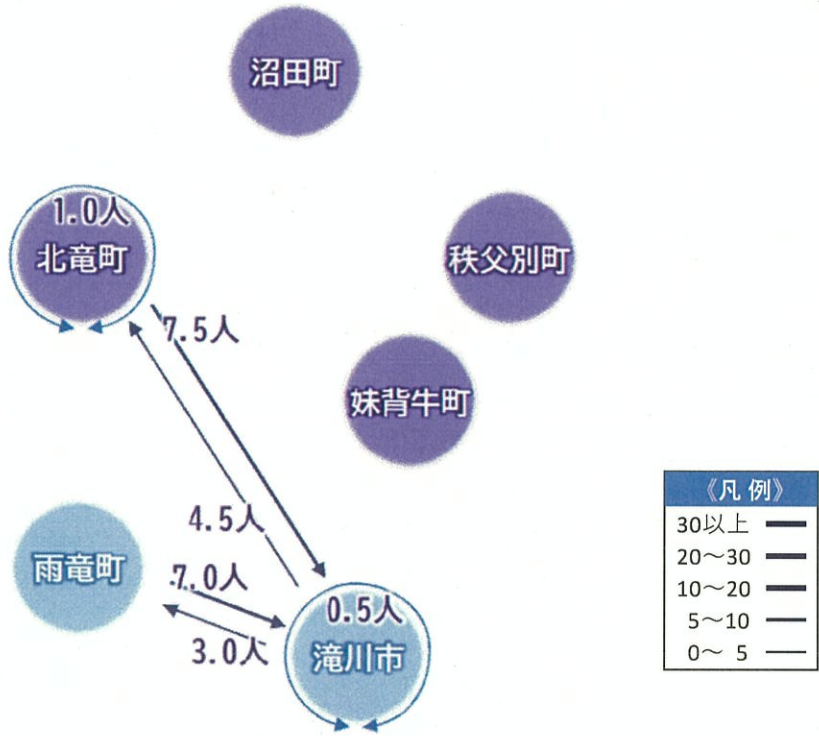 沼田町
1.0人
北竜町
秩父別町
7.5人
妹背牛町
4.5人
雨竜町
7.0人
3.0人
0.5人
滝川市
《凡 例》
30以上
20～30
10～20
5～10
0～ 5